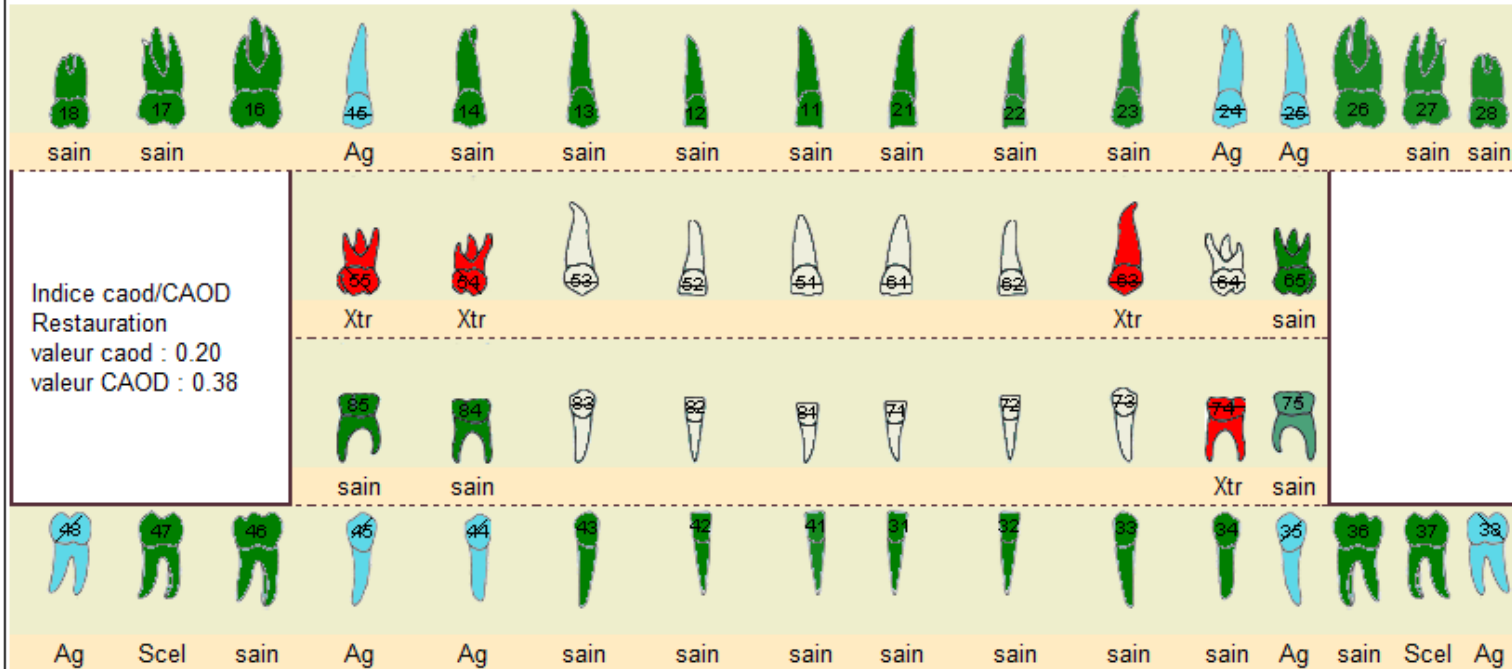 18 17 16 15 14 13 12 11 21 22 23 24 25 26 27 28
sain sain Ag sain sain sain sain sain sain sain Ag Ag sain sain
55 54 53 52 51 61 62 63 64 65
Xtr Xtr Xtr sain
Indice caod/CAOD
Restauration
valeur caod : 0.20
valeur CAOD : 0.38
85 84 83 82 81 71 72 73 74 75
sain sain Xtr sain
48 47 46 45 44 43 42 41 31 32 33 34 35 36 37 38
Ag Scel sain Ag Ag sain sain sain sain sain sain sain Ag sain Scel Ag